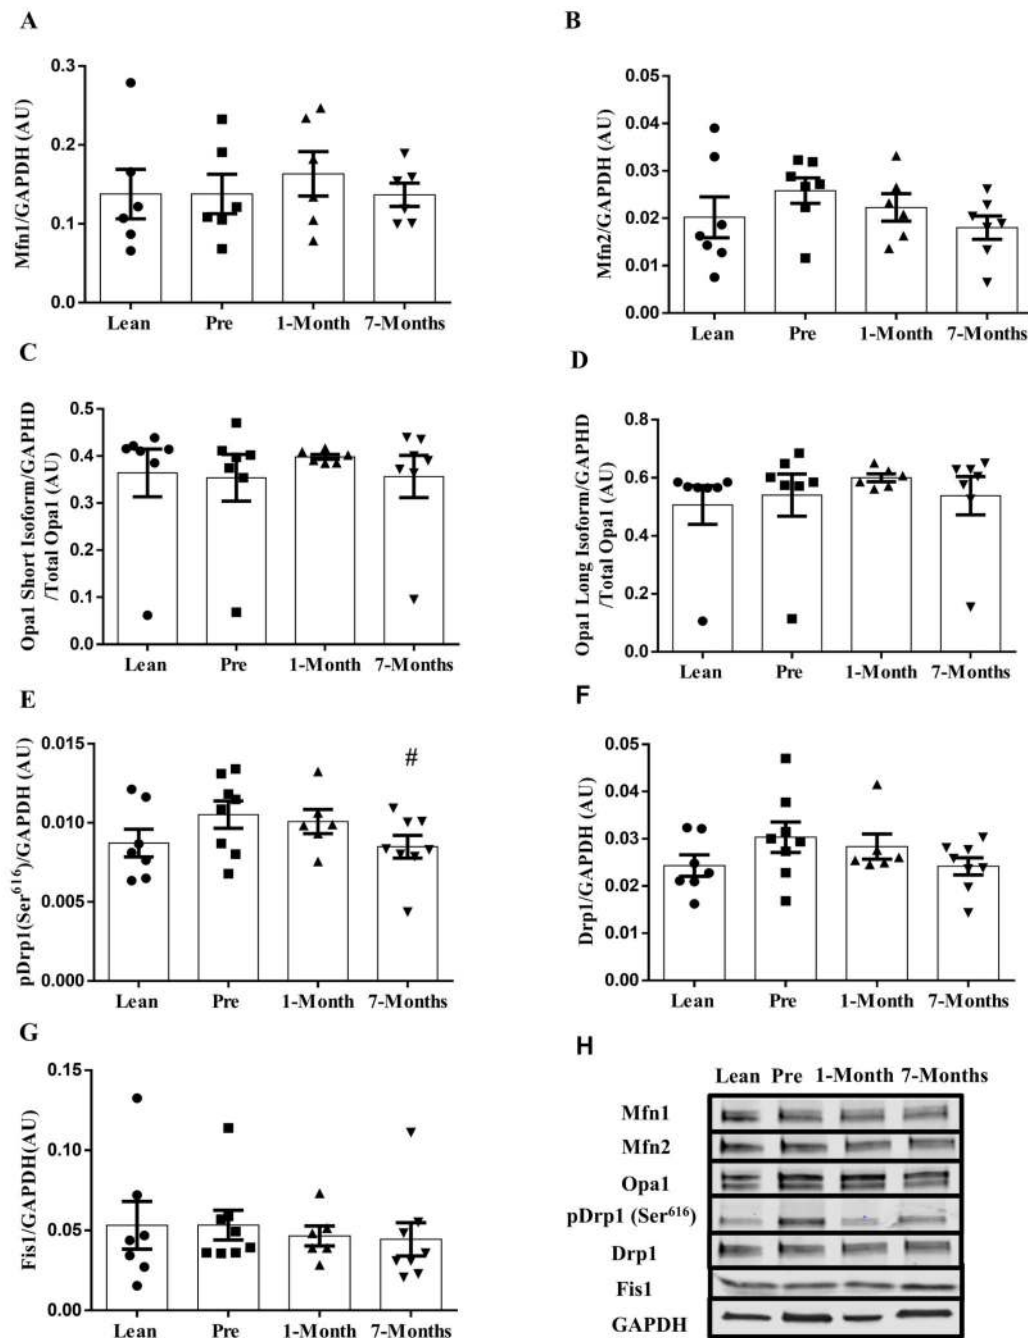 A
Mfn1/GAPDH (AU)
0.3
0.2
0.1
0.0
Lean Pre 1-Month 7-Months
B
Mfn2/GAPDH (AU)
0.05
0.04
0.03
0.02
0.01
0.00
Lean Pre 1-Month 7-Months
C
Opa1 Short Isoform/GAPHD
/Total Opa1 (AU)
0.5
0.4
0.3
0.2
0.1
0.0
Lean Pre 1-Month 7-Months
D
Opa1 Long Isoform/GAPHD
/Total Opa1 (AU)
0.8
0.6
0.4
0.2
0.0
Lean Pre 1-Month 7-Months
E
pDrp1(Ser⁶¹⁶)/GAPDH (AU)
0.015
0.010
0.005
0.000
#
Lean Pre 1-Month 7-Months
F
Drp1/GAPDH (AU)
0.05
0.04
0.03
0.02
0.01
0.00
Lean Pre 1-Month 7-Months
G
Fis1/GAPDH(AU)
0.15
0.10
0.05
0.00
Lean Pre 1-Month 7-Months
H
Lean Pre 1-Month 7-Months
Mfn1
Mfn2
Opa1
pDrp1 (Ser⁶¹⁶)
Drp1
Fis1
GAPDH